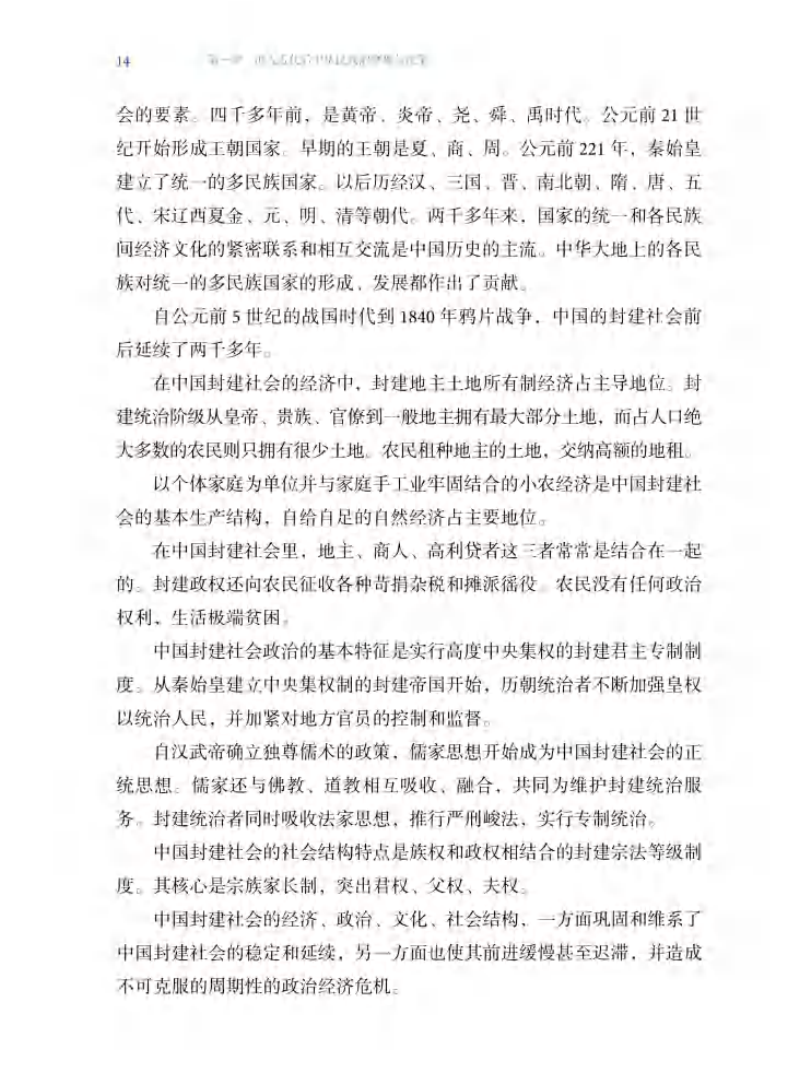 14
会的要素。四千多年前，是黄帝、炎帝、尧、舜、禹时代。公元前 21 世
纪开始形成王朝国家。早期的王朝是夏、商、周。公元前 221 年，秦始皇
建立了统一的多民族国家。以后历经汉、三国、晋、南北朝、隋、唐、五
代、宋辽西夏金、元、明、清等朝代。两千多年来，国家的统一和各民族
间经济文化的紧密联系和相互交流是中国历史的主流。中华大地上的各民
族对统一的多民族国家的形成、发展都作出了贡献。
自公元前 5 世纪的战国时代到 1840 年鸦片战争，中国的封建社会前
后延续了两千多年。
在中国封建社会的经济中，封建地主土地所有制经济占主导地位。封
建统治阶级从皇帝、贵族、官僚到一般地主拥有最大部分土地，而占人口绝
大多数的农民则只拥有很少土地。农民租种地主的土地，交纳高额的地租。
以个体家庭为单位并与家庭手工业牢固结合的小农经济是中国封建社
会的基本生产结构，自给自足的自然经济占主要地位。
在中国封建社会里，地主、商人、高利贷者这三者常常是结合在一起
的。封建政权还向农民征收各种苛捐杂税和摊派徭役。农民没有任何政治
权利，生活极端贫困。
中国封建社会政治的基本特征是实行高度中央集权的封建君主专制制
度。从秦始皇建立中央集权制的封建帝国开始，历朝统治者不断加强皇权
以统治人民，并加紧对地方官员的控制和监督。
自汉武帝确立独尊儒术的政策，儒家思想开始成为中国封建社会的正
统思想。儒家还与佛教、道教相互吸收、融合，共同为维护封建统治服
务。封建统治者同时吸收法家思想，推行严刑峻法，实行专制统治。
中国封建社会的社会结构特点是族权和政权相结合的封建宗法等级制
度。其核心是宗族家长制，突出君权、父权、夫权。
中国封建社会的经济、政治、文化、社会结构，一方面巩固和维系了
中国封建社会的稳定和延续，另一方面也使其前进缓慢甚至迟滞，并造成
不可克服的周期性的政治经济危机。